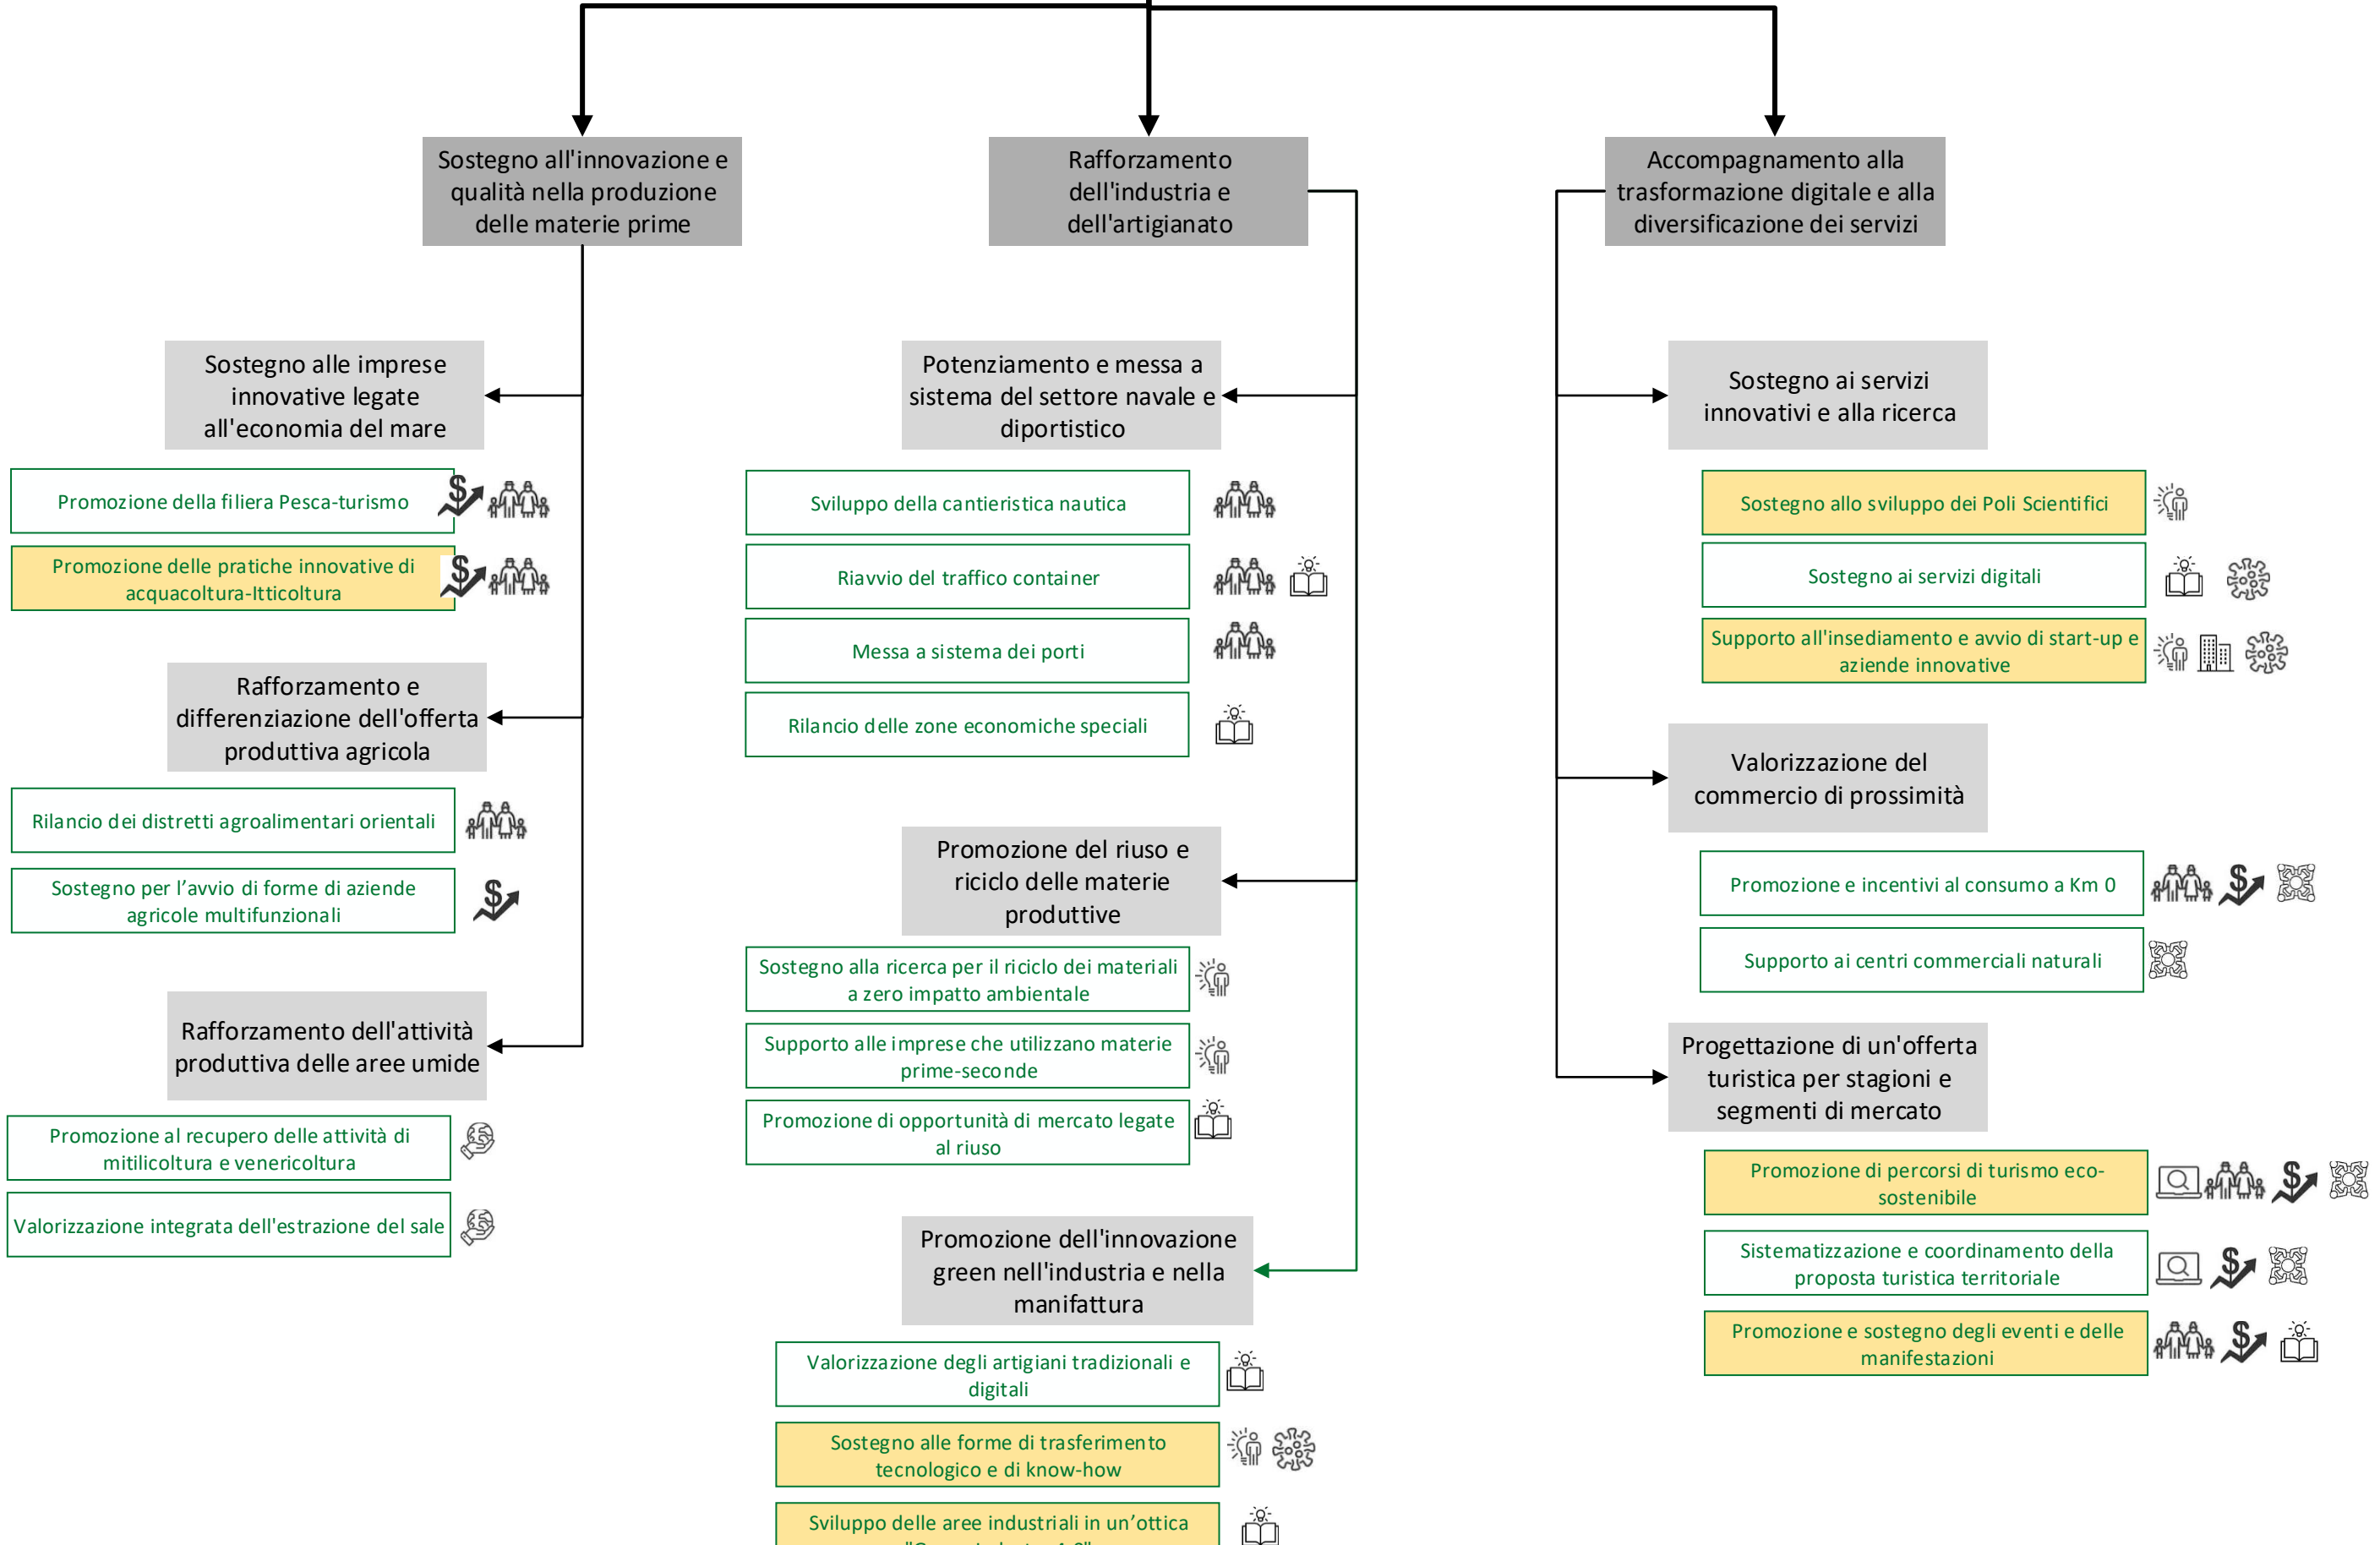 Sostegno all'innovazione e
qualità nella produzione
delle materie prime
Sostegno alle imprese
innovative legate
all'economia del mare
Promozione della filiera Pesca-turismo
Promozione delle pratiche innovative di
acquacoltura-Itticoltura
Rafforzamento e
differenziazione dell'offerta
produttiva agricola
Rilancio dei distretti agroalimentari orientali
Sostegno per l’avvio di forme di aziende
agricole multifunzionali
Rafforzamento dell'attività
produttiva delle aree umide
Promozione al recupero delle attività di
mitilicoltura e venericoltura
Valorizzazione integrata dell'estrazione del sale
Rafforzamento
dell'industria e
dell'artigianato
Potenziamento e messa a
sistema del settore navale e
diportistico
Sviluppo della cantieristica nautica
Riavvio del traffico container
Messa a sistema dei porti
Rilancio delle zone economiche speciali
Promozione del riuso e
riciclo delle materie
produttive
Sostegno alla ricerca per il riciclo dei materiali
a zero impatto ambientale
Supporto alle imprese che utilizzano materie
prime-seconde
Promozione di opportunità di mercato legate
al riuso
Promozione dell'innovazione
green nell'industria e nella
manifattura
Valorizzazione degli artigiani tradizionali e
digitali
Sostegno alle forme di trasferimento
tecnologico e di know-how
Sviluppo delle aree industriali in un’ottica
Accompagnamento alla
trasformazione digitale e alla
diversificazione dei servizi
Sostegno ai servizi
innovativi e alla ricerca
Sostegno allo sviluppo dei Poli Scientifici
Sostegno ai servizi digitali
Supporto all'insediamento e avvio di start-up e
aziende innovative
Valorizzazione del
commercio di prossimità
Promozione e incentivi al consumo a Km 0
Supporto ai centri commerciali naturali
Progettazione di un'offerta
turistica per stagioni e
segmenti di mercato
Promozione di percorsi di turismo eco-
sostenibile
Sistematizzazione e coordinamento della
proposta turistica territoriale
Promozione e sostegno degli eventi e delle
manifestazioni